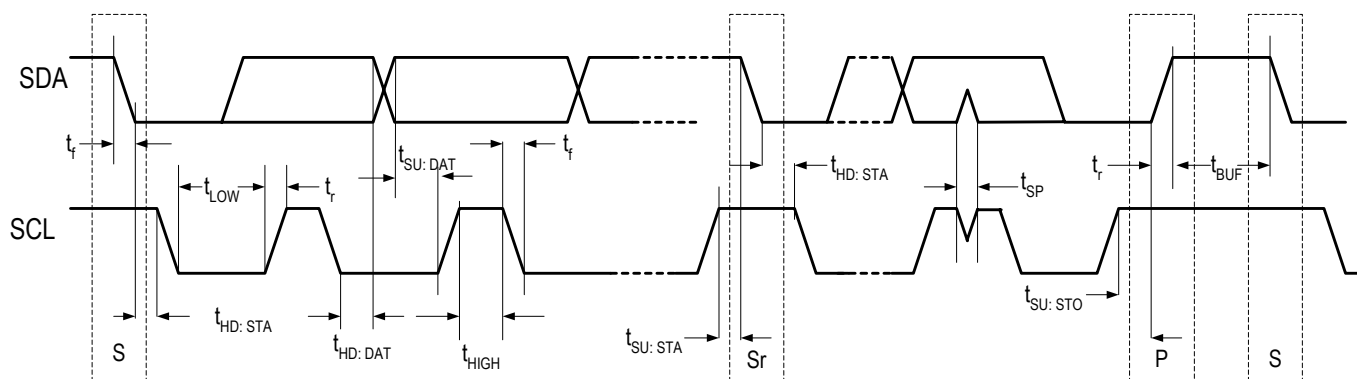 SDA
t_f
t_SU: DAT
t_f
t_HD: STA
t_r
t_BUF
t_LOW
t_r
t_SP
SCL
t_HD: STA
t_HD: DAT
t_HIGH
t_SU: STA
t_SU: STO
S
Sr
P
S